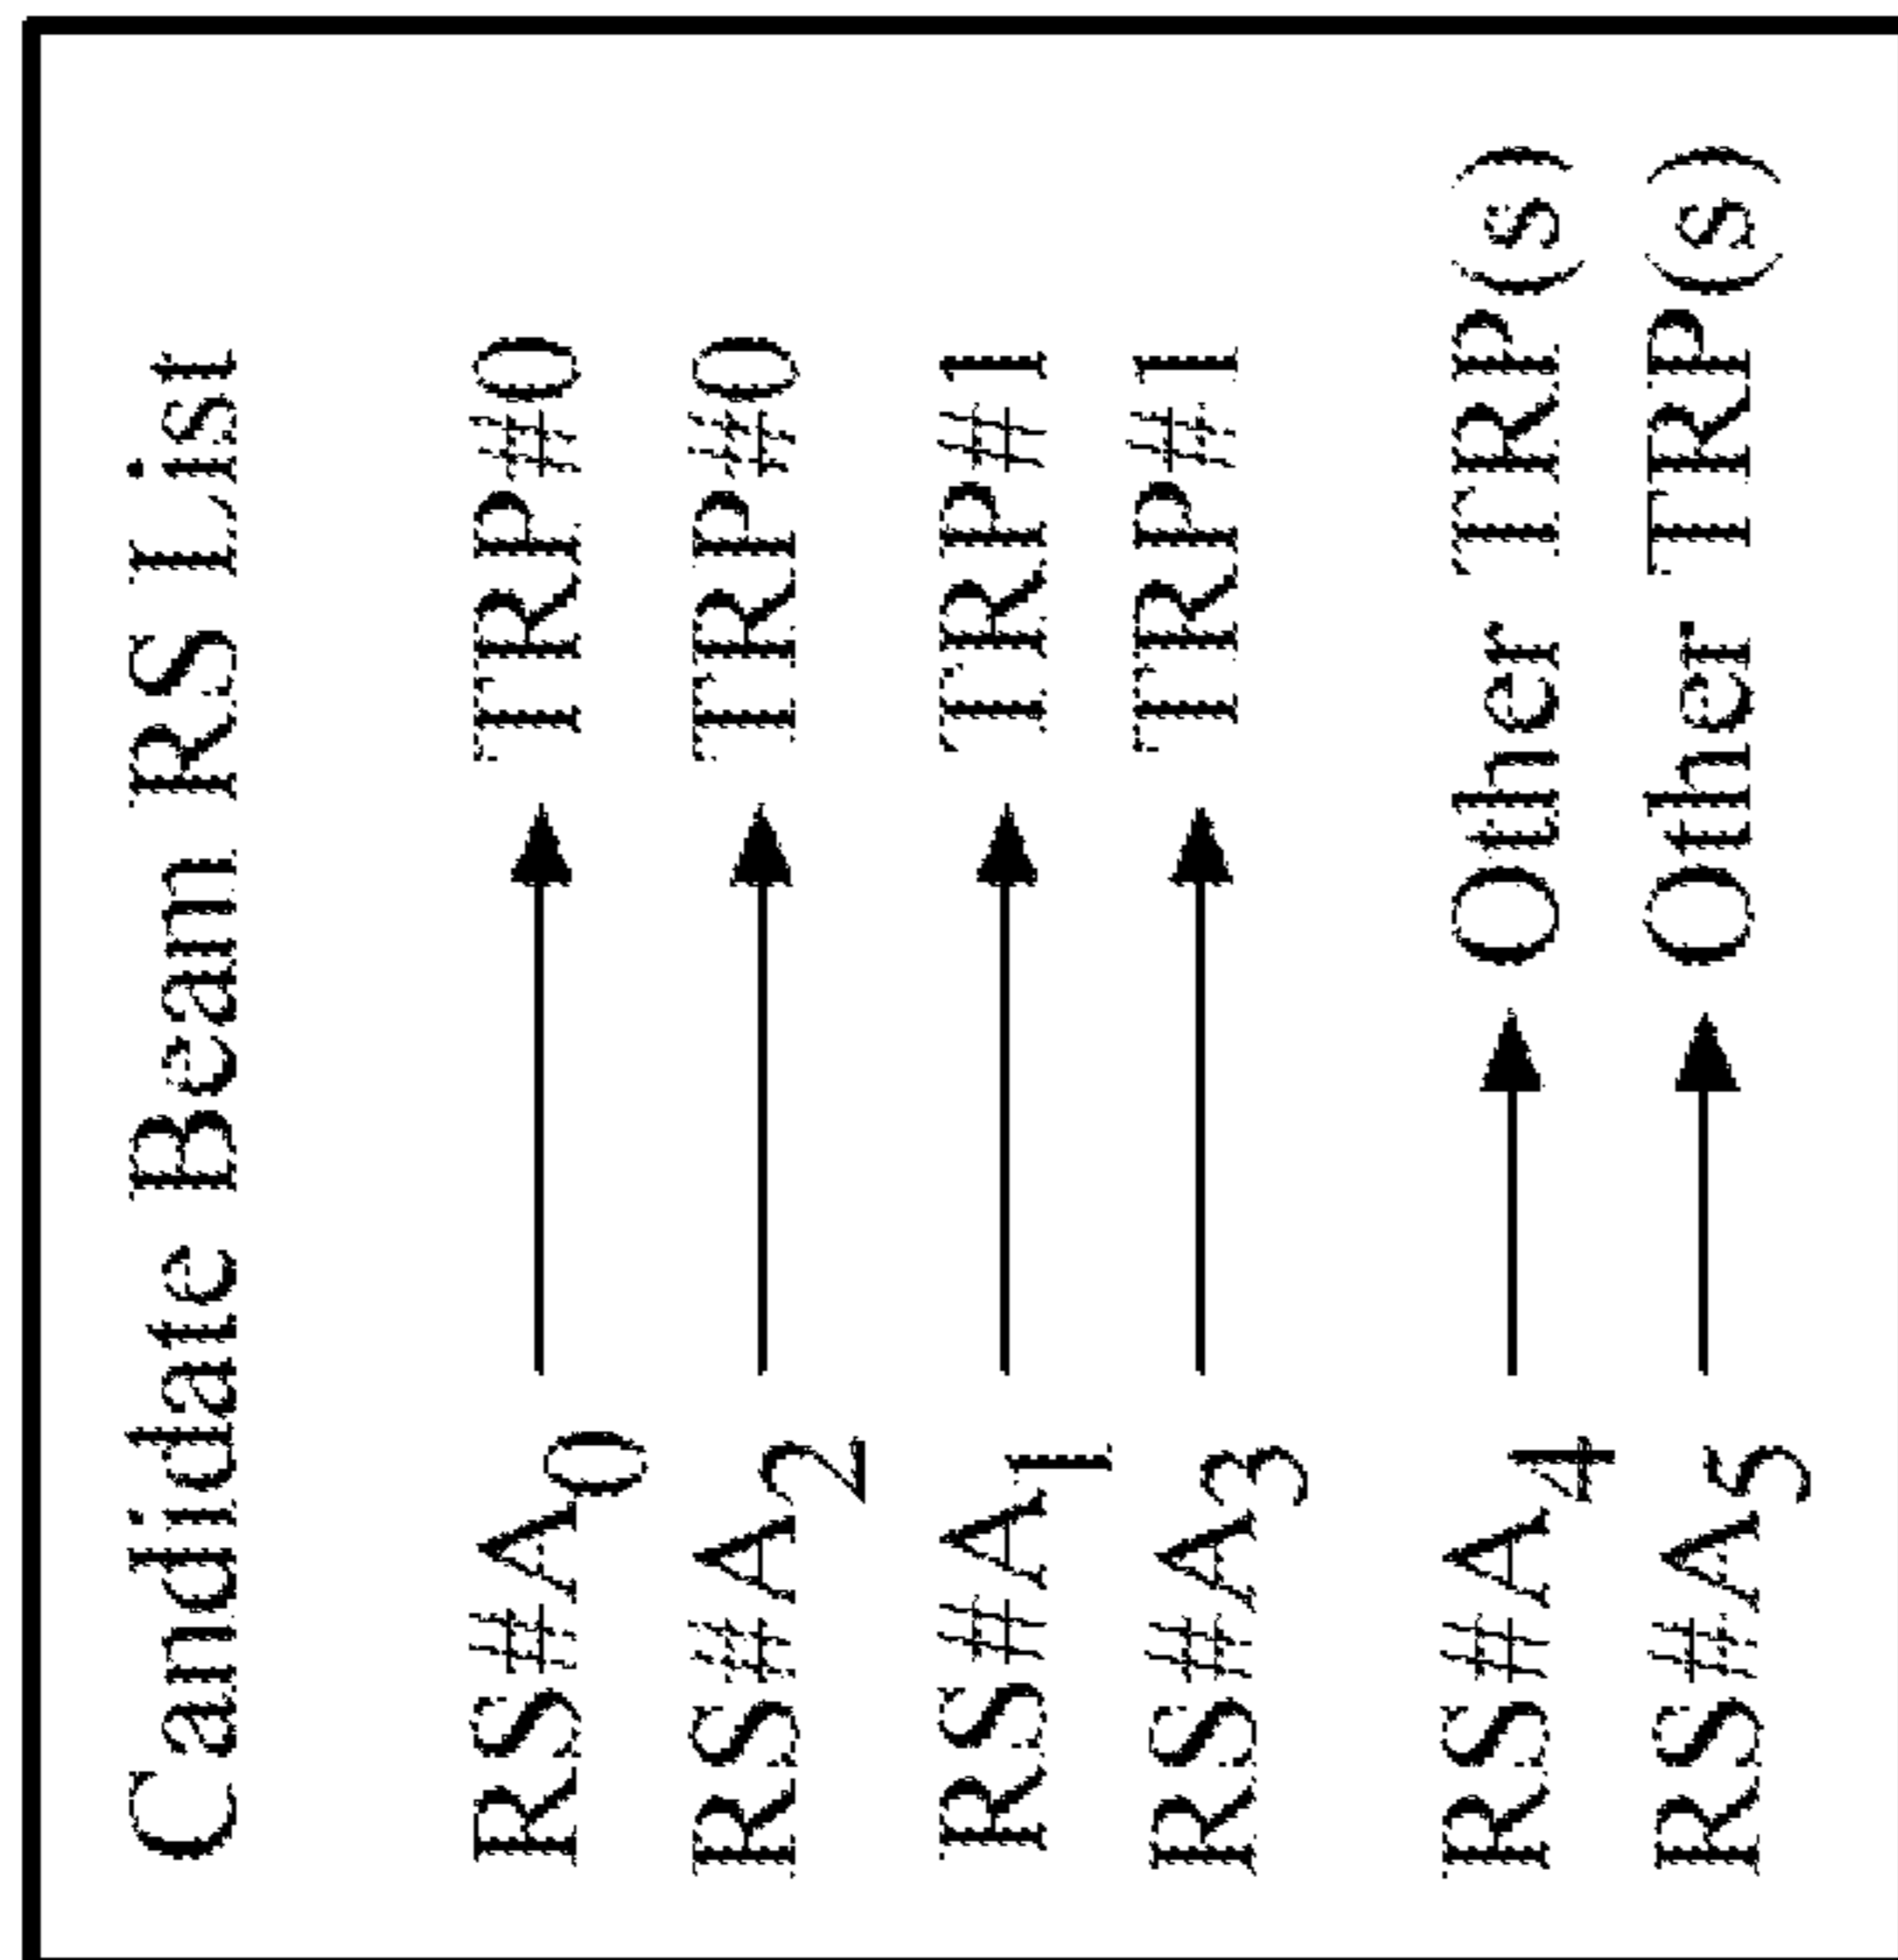 Candidate Beam RS List
RS#A0 → TRP#0
RS#A2 → TRP#0
RS#A1 → TRP#1
RS#A3 → TRP#1
RS#A4 → Other TRP(s)
RS#A5 → Other TRP(s)